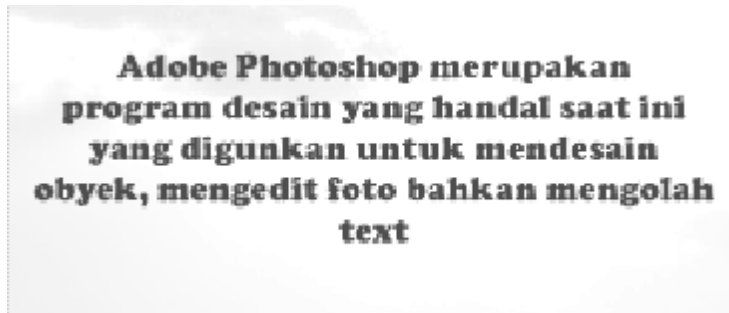 Adobe Photoshop merupakan
program desain yang handal saat ini
yang digunkan untuk mendesain
obyek, mengedit foto bahkan mengolah
text